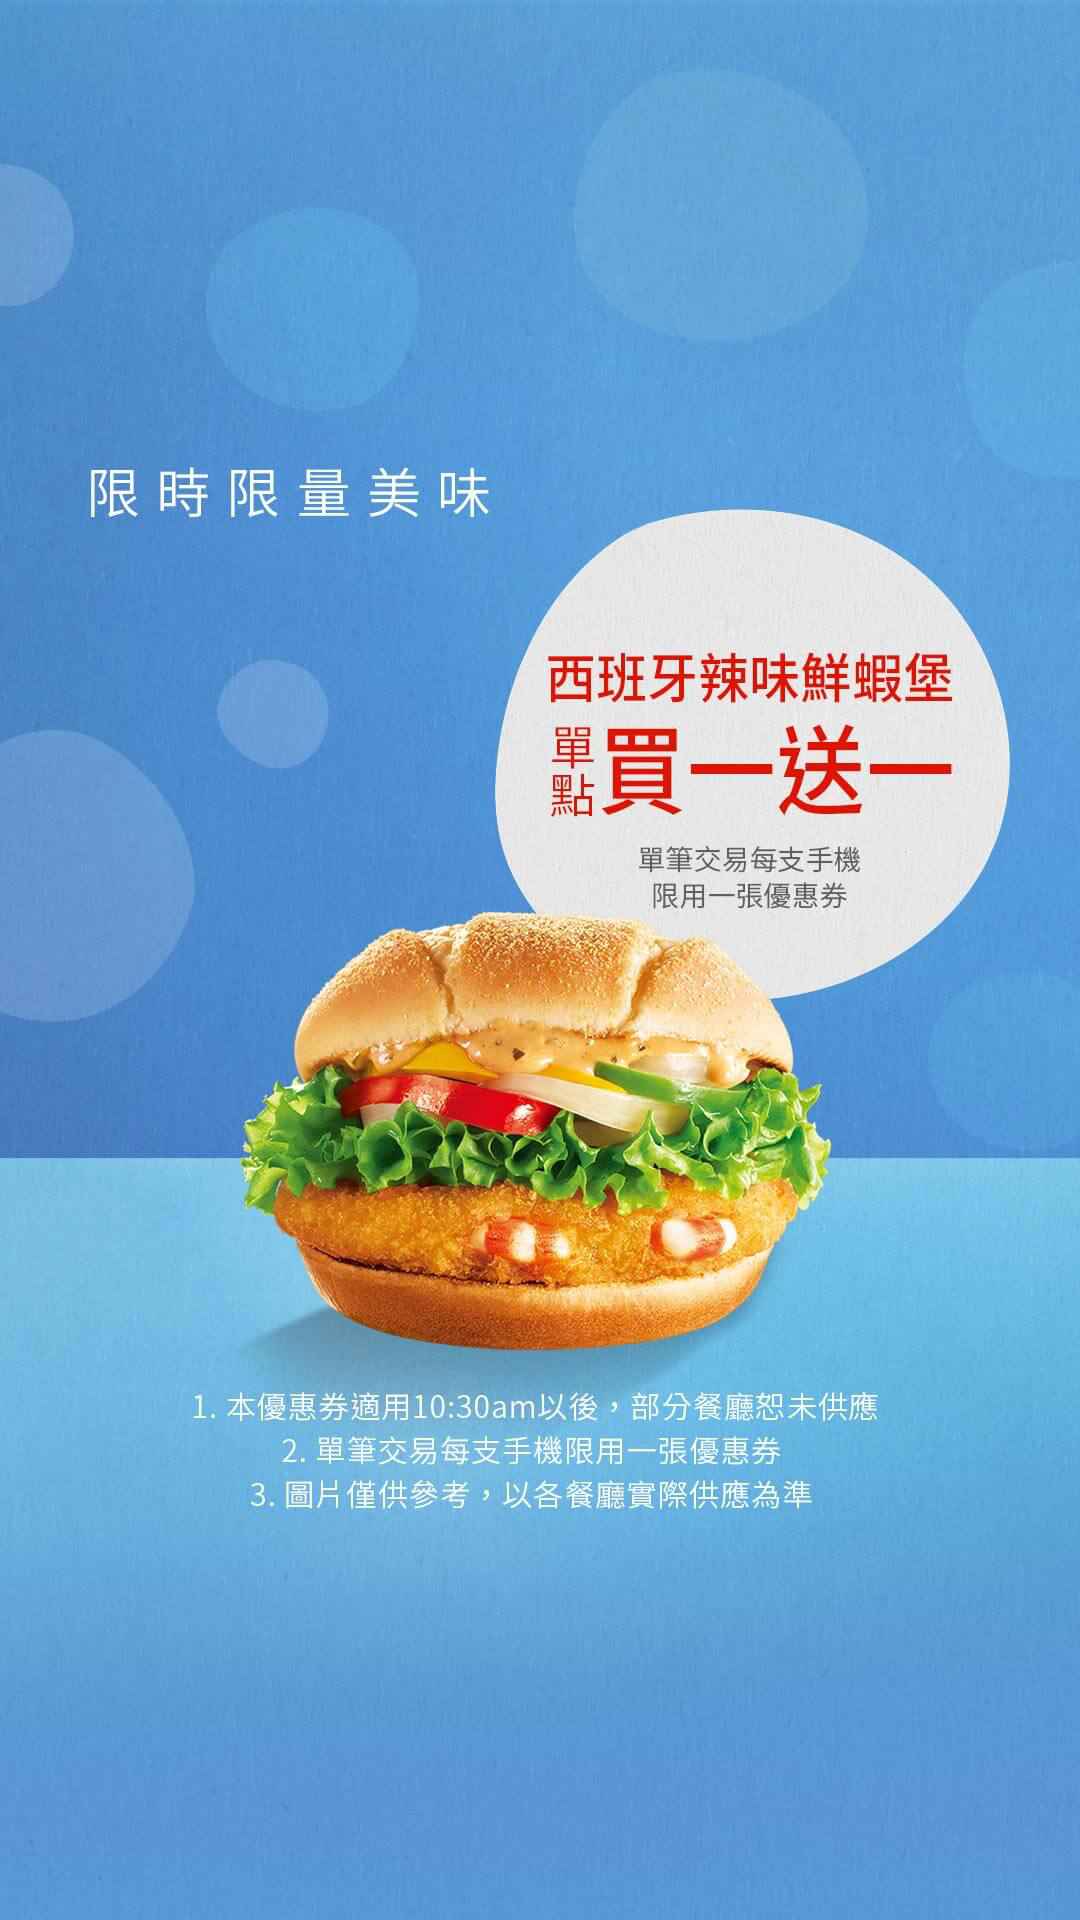 限時限量美味
西班牙辣味鮮蝦堡
單點 買一送一
單筆交易每支手機
限用一張優惠券
1. 本優惠券適用10:30am以後，部分餐廳恕未供應
2. 單筆交易每支手機限用一張優惠券
3. 圖片僅供參考，以各餐廳實際供應為準